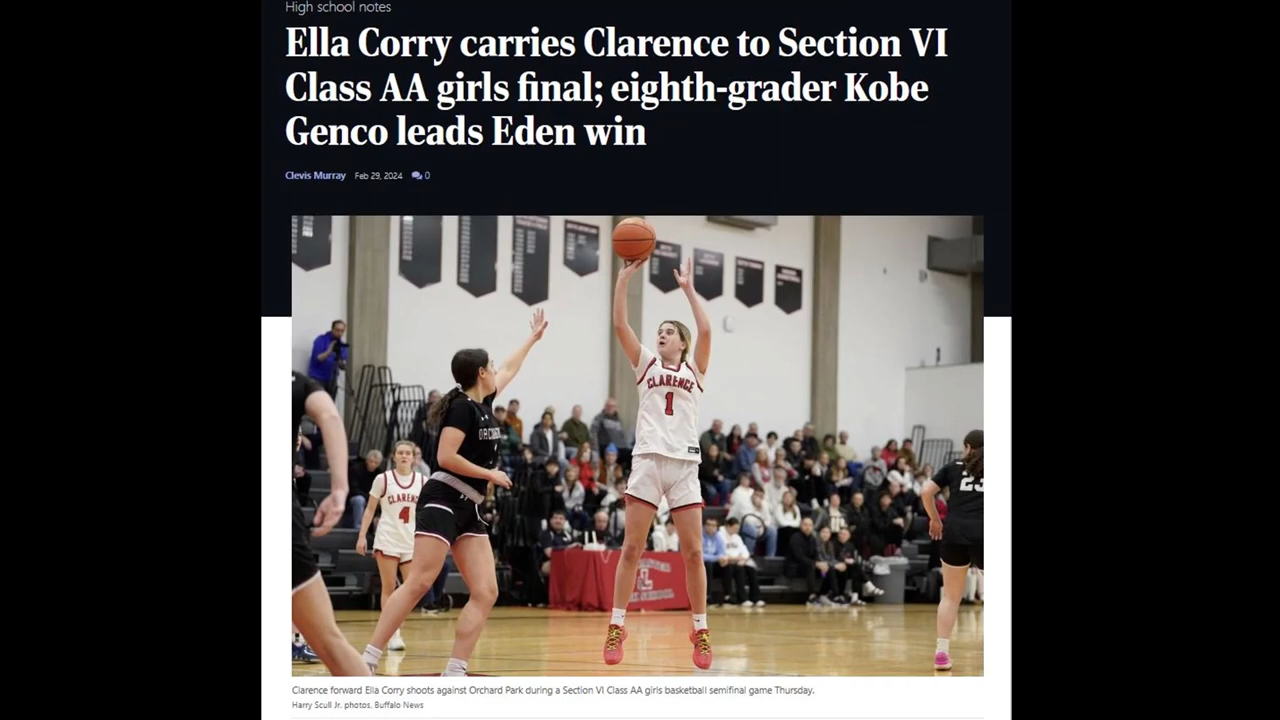 High school notes
Ella Corry carries Clarence to Section VI
Class AA girls final; eighth-grader Kobe
Genco leads Eden win
Clevis Murray Feb 29, 2024 0
CLARENCE
1
CLARENC
4
23
Clarence forward Ella Corry shoots against Orchard Park during a Section VI Class AA girls basketball semifinal game Thursday.
Harry Scull Jr. photos, Buffalo News